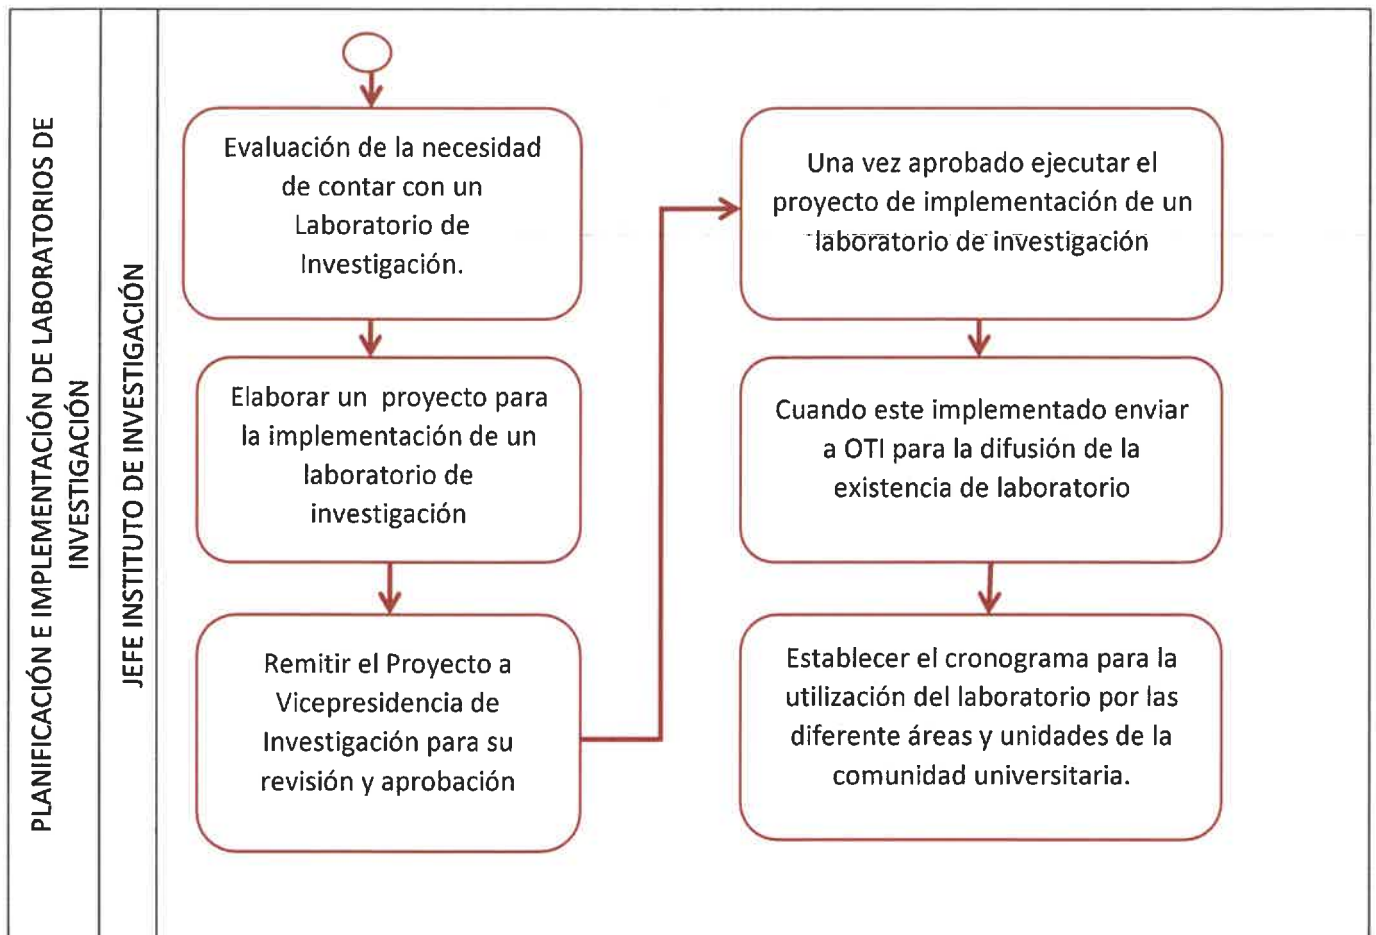 PLANIFICACIÓN E IMPLEMENTACIÓN DE LABORATORIOS DE
INVESTIGACIÓN
JEFE INSTITUTO DE INVESTIGACIÓN
Evaluación de la necesidad
de contar con un
Laboratorio de
Investigación.
Elaborar un proyecto para
la implementación de un
laboratorio de
investigación
Remitir el Proyecto a
Vicepresidencia de
Investigación para su
revisión y aprobación
Una vez aprobado ejecutar el
proyecto de implementación de un
laboratorio de investigación
Cuando este implementado enviar
a OTI para la difusión de la
existencia de laboratorio
Establecer el cronograma para la
utilización del laboratorio por las
diferente áreas y unidades de la
comunidad universitaria.